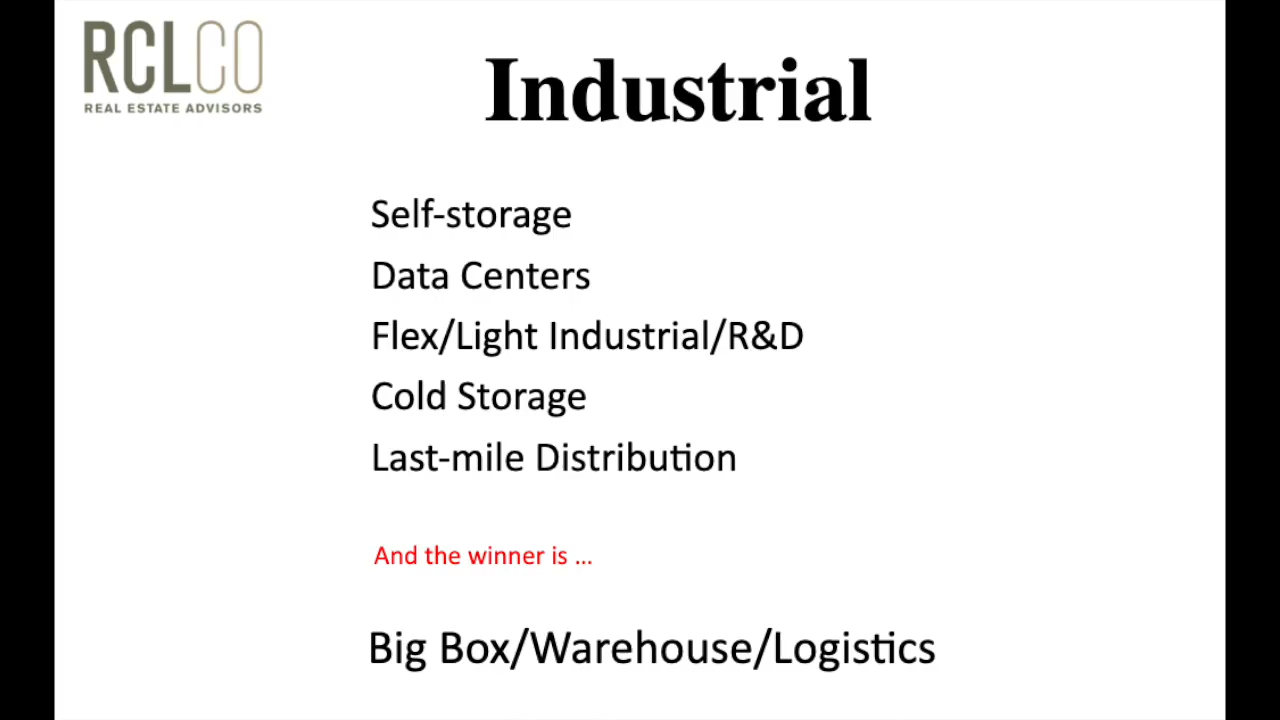 RCLCO
REAL ESTATE ADVISORS
Industrial
Self-storage
Data Centers
Flex/Light Industrial/R&D
Cold Storage
Last-mile Distribution
And the winner is ...
Big Box/Warehouse/Logistics